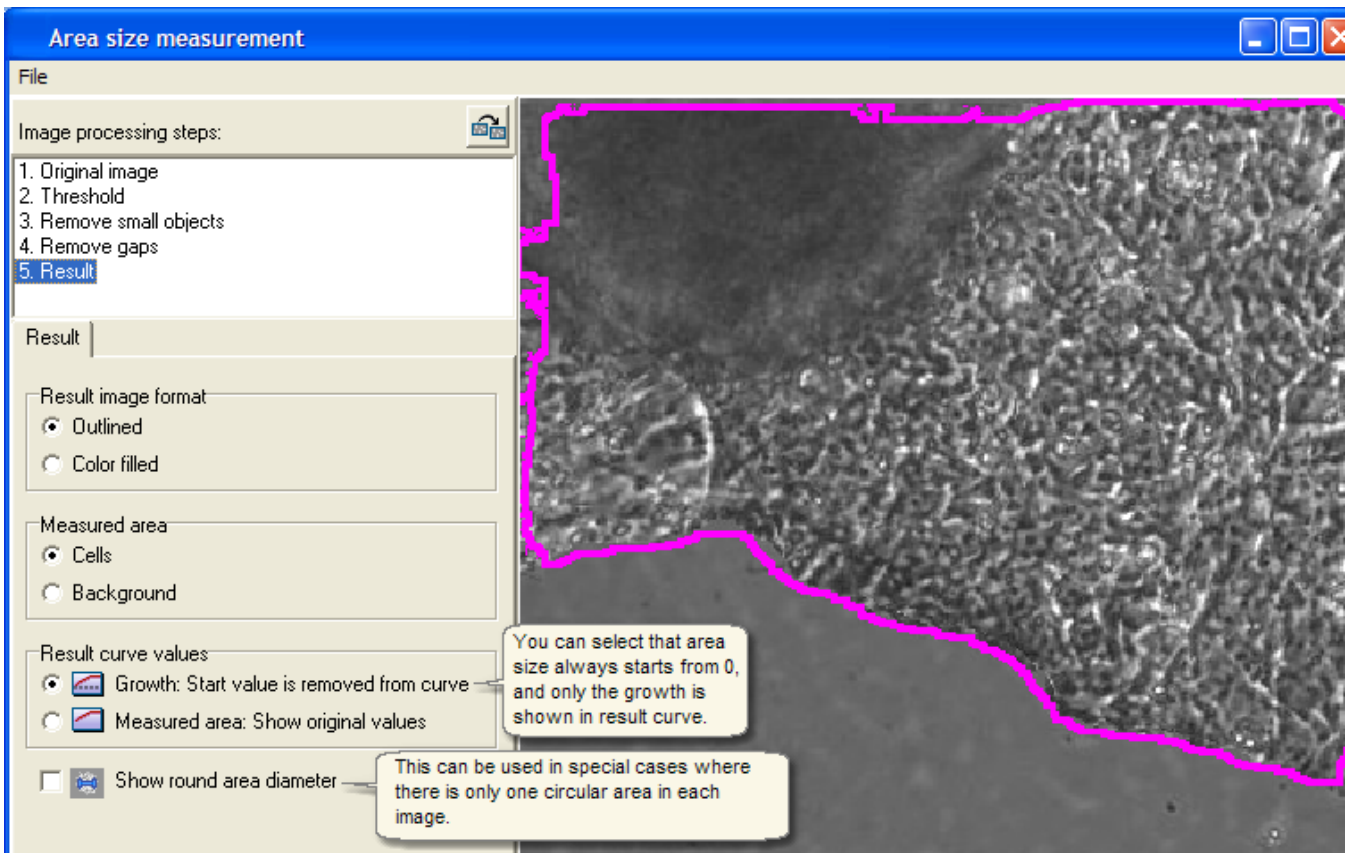 Area size measurement
File
Image processing steps:
1. Original image
2. Threshold
3. Remove small objects
4. Remove gaps
5. Result
Result
Result image format
Outlined
Color filled
Measured area
Cells
Background
Result curve values
Growth: Start value is removed from curve
Measured area: Show original values
You can select that area
size always starts from 0,
and only the growth is
shown in result curve.
Show round area diameter
This can be used in special cases where
there is only one circular area in each
image.